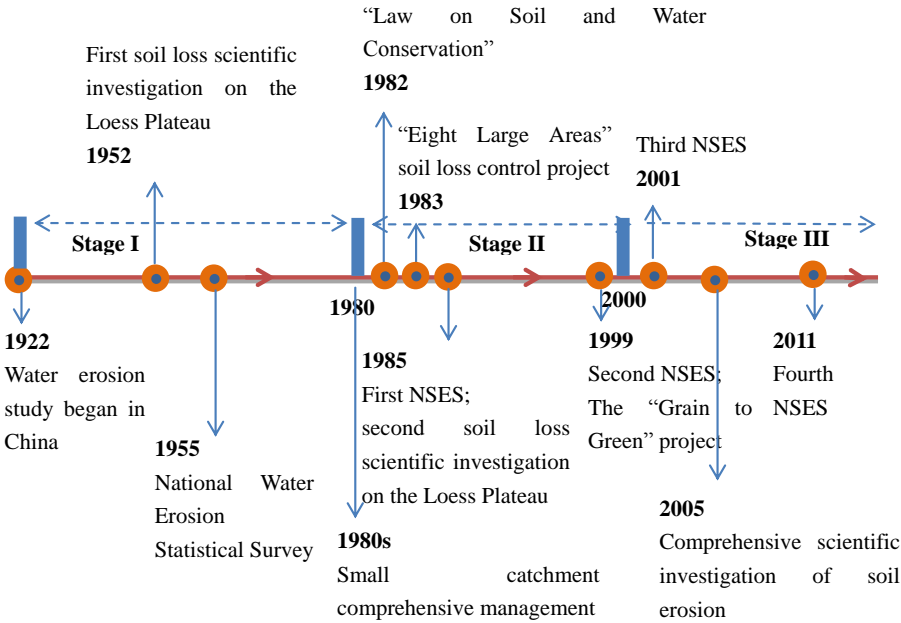 “Law on Soil and Water
Conservation”
1982
First soil loss scientific
investigation on the
Loess Plateau
1952
“Eight Large Areas”
soil loss control project
1983
Third NSES
2001
Stage I
Stage II
Stage III
1980
2000
1922
Water erosion
study began in
China
1955
National Water
Erosion
Statistical Survey
1985
First NSES;
second soil loss
scientific investigation
on the Loess Plateau
1980s
Small catchment
comprehensive management
1999
Second NSES;
The “Grain to
Green” project
2011
Fourth
NSES
2005
Comprehensive scientific
investigation of soil
erosion